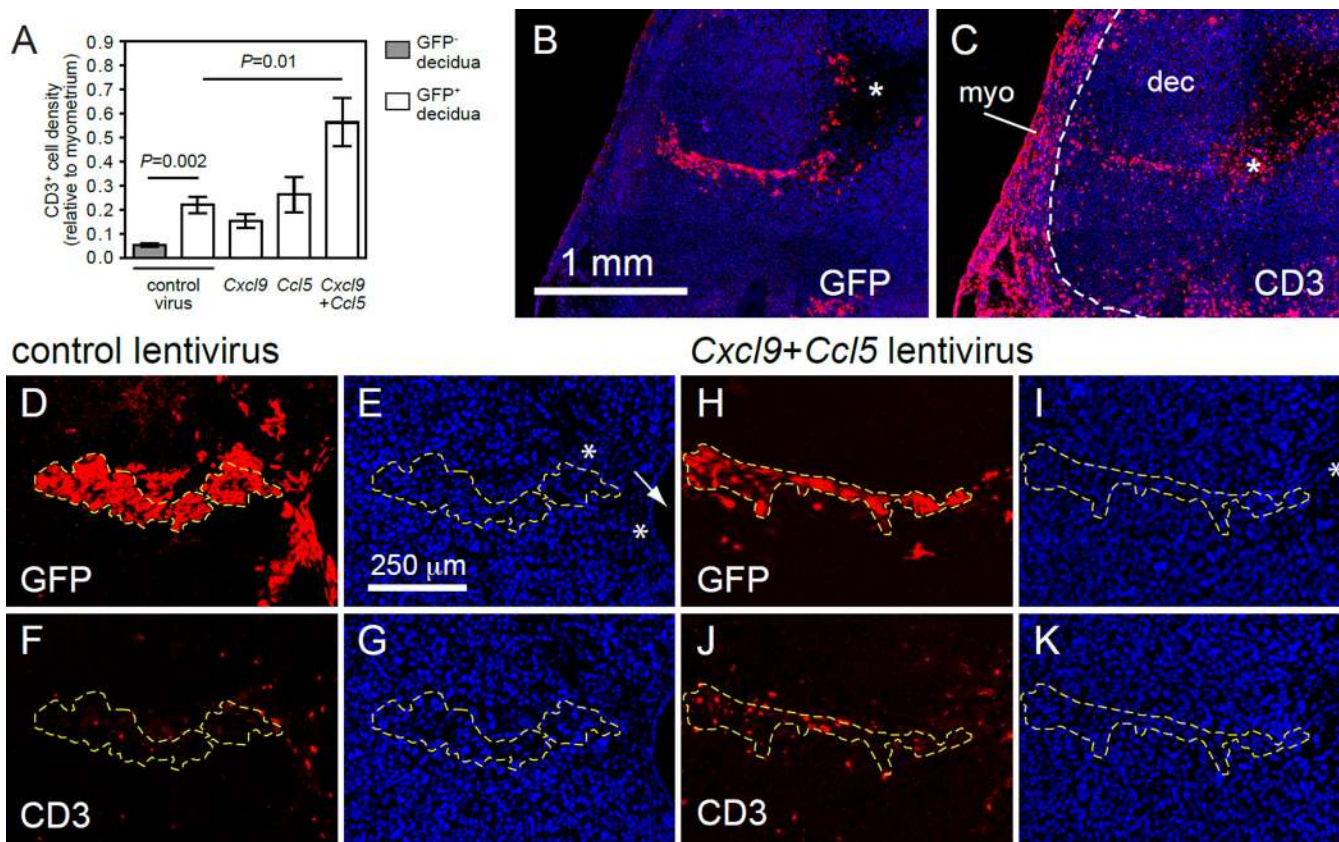 A
0.9
0.8
0.7
0.6
0.5
0.4
0.3
0.2
0.1
0.0
CD3⁺ cell density
(relative to myometrium)
P=0.01
P=0.002
control
virus
Cxcl9
Ccl5
Cxcl9
+Ccl5
GFP⁻
decidua
GFP⁺
decidua
B
*
1 mm
GFP
C
myo
dec
*
CD3
control lentivirus
Cxcl9+Ccl5 lentivirus
D
GFP
E
*
*
250 μm
H
GFP
I
*
F
CD3
G
J
CD3
K